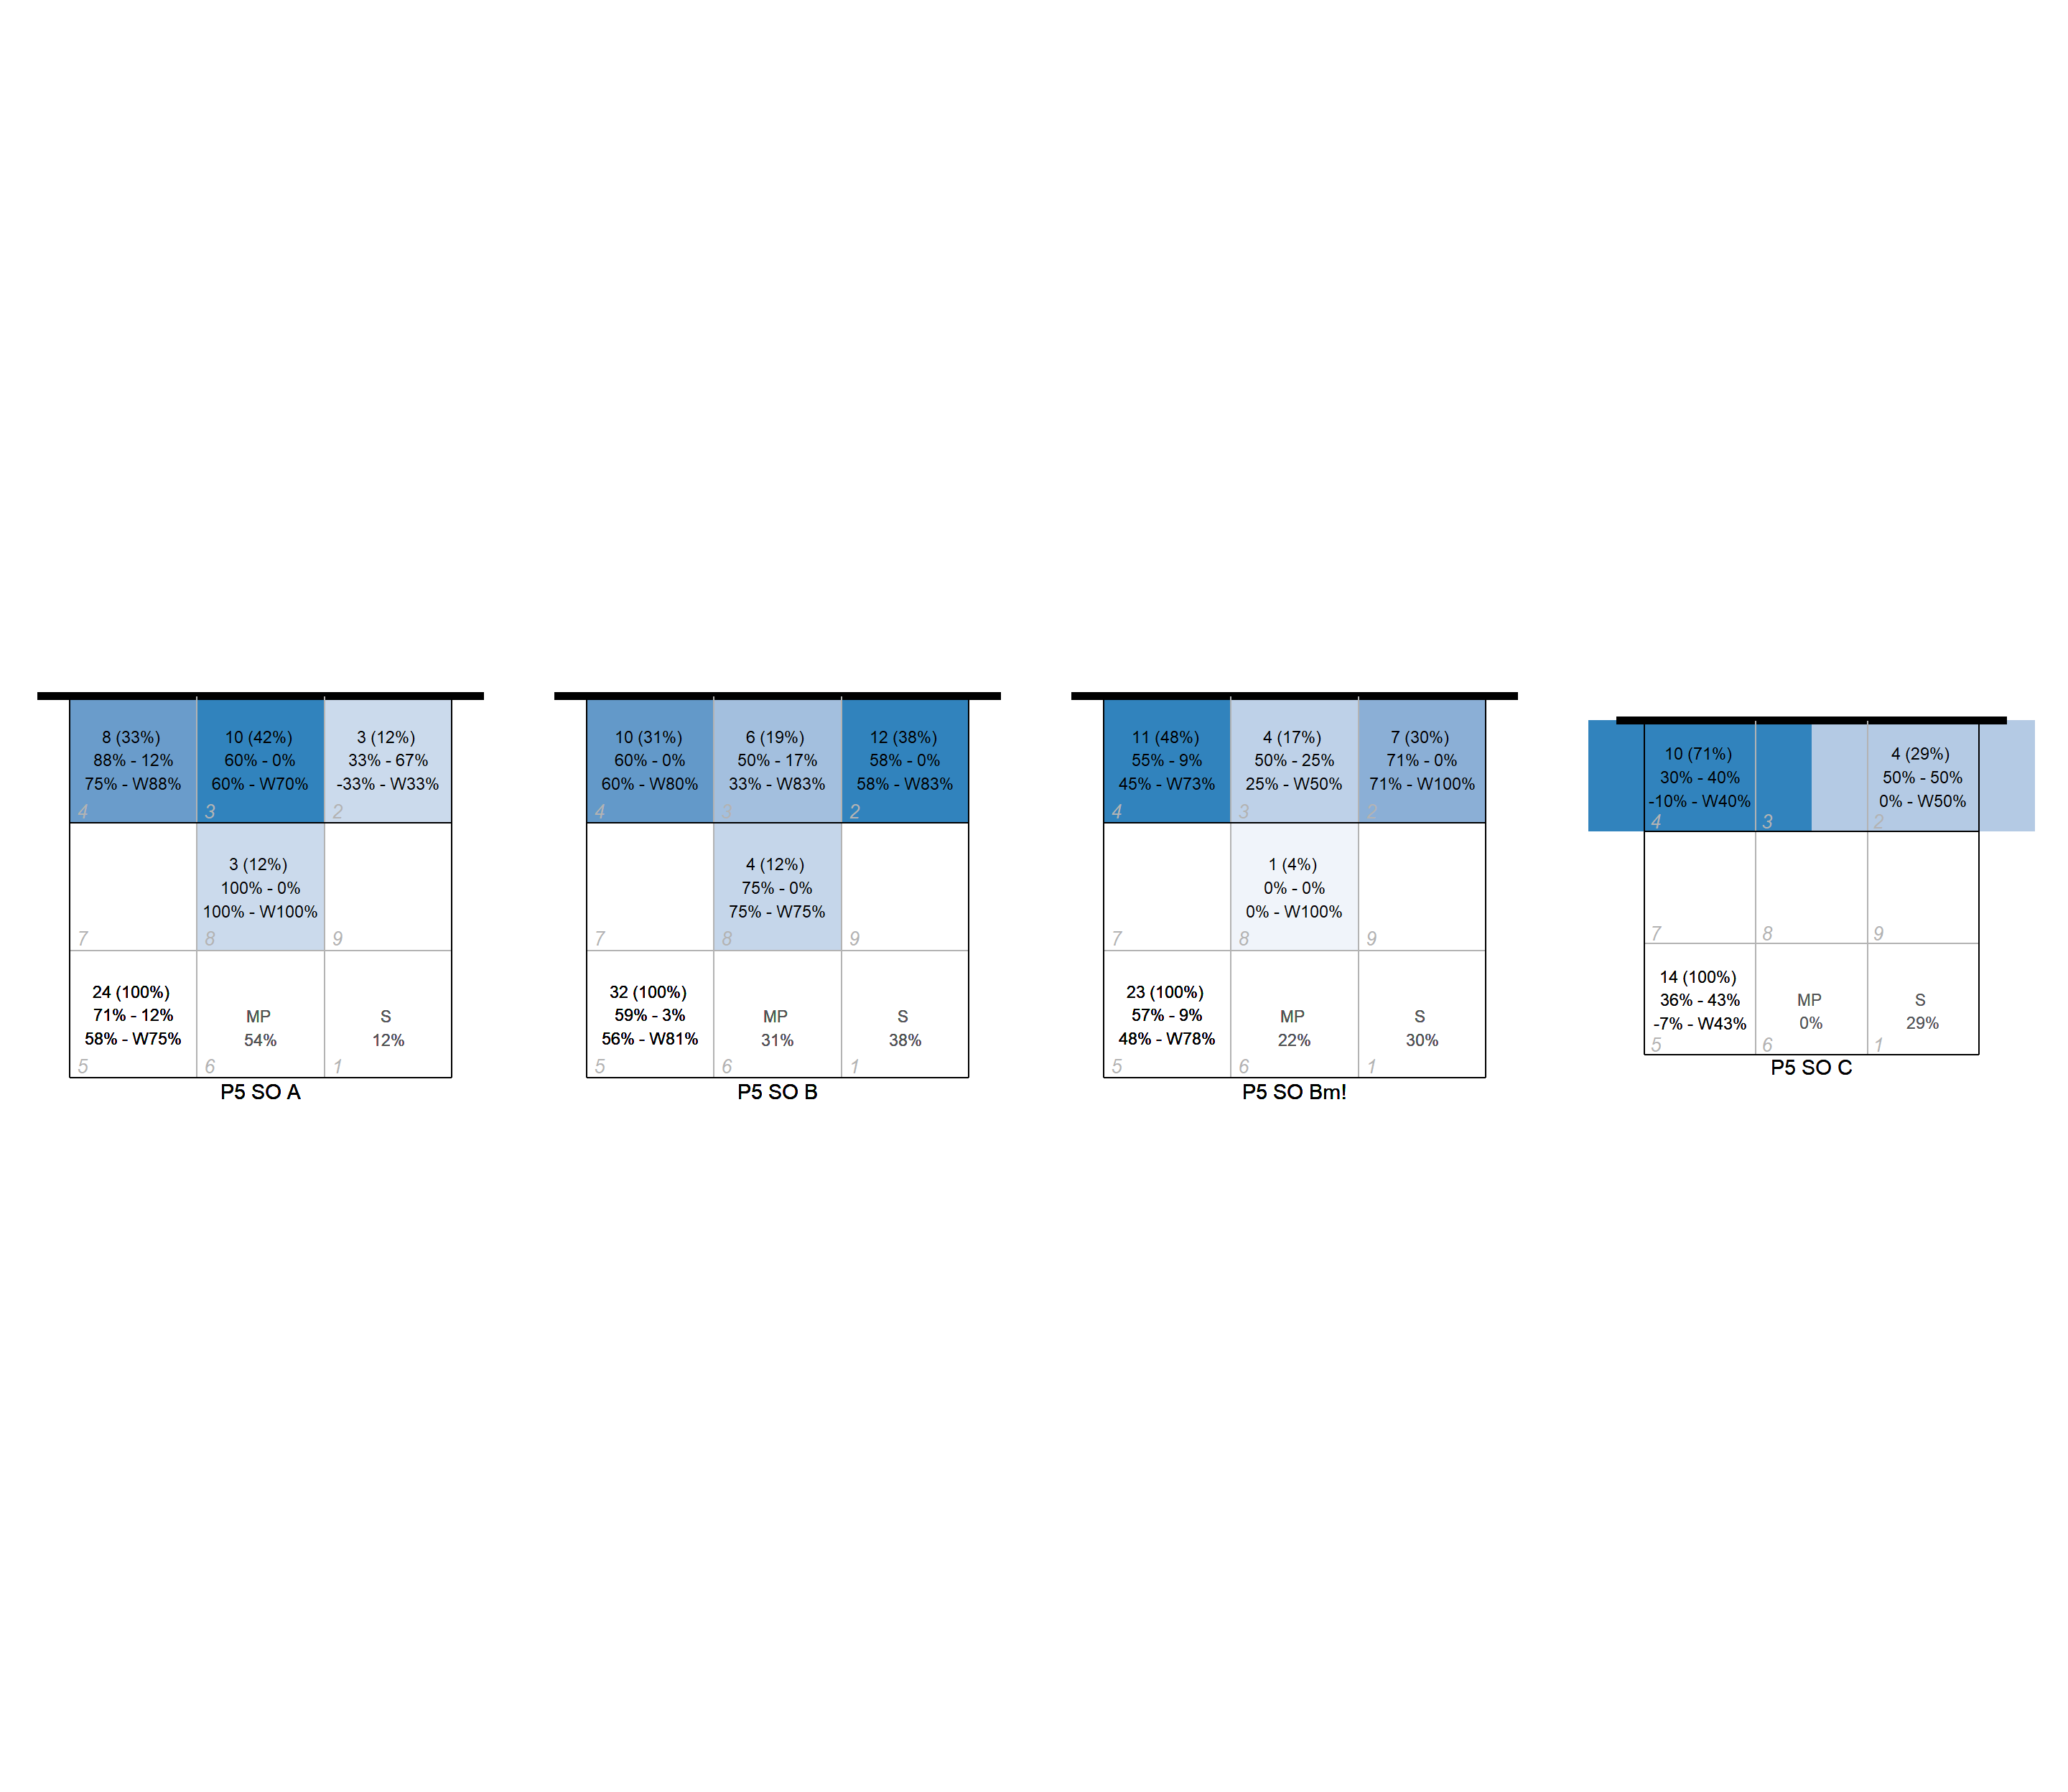 8 (33%)
88% - 12%
75% - W88%
4
10 (42%)
60% - 0%
60% - W70%
3
3 (12%)
33% - 67%
-33% - W33%
2
7
3 (12%)
100% - 0%
100% - W100%
8
9
24 (100%)
71% - 12%
58% - W75%
5
MP
54%
6
S
12%
1
P5 SO A
10 (31%)
60% - 0%
60% - W80%
4
6 (19%)
50% - 17%
33% - W83%
3
12 (38%)
58% - 0%
58% - W83%
2
7
4 (12%)
75% - 0%
75% - W75%
8
9
32 (100%)
59% - 3%
56% - W81%
5
MP
31%
6
S
38%
1
P5 SO B
11 (48%)
55% - 9%
45% - W73%
4
4 (17%)
50% - 25%
25% - W50%
3
7 (30%)
71% - 0%
71% - W100%
2
7
1 (4%)
0% - 0%
0% - W100%
8
9
23 (100%)
57% - 9%
48% - W78%
5
MP
22%
6
S
30%
1
P5 SO Bm!
10 (71%)
30% - 40%
-10% - W40%
4
3
4 (29%)
50% - 50%
0% - W50%
2
7
8
9
14 (100%)
36% - 43%
-7% - W43%
5
MP
0%
6
S
29%
1
P5 SO C